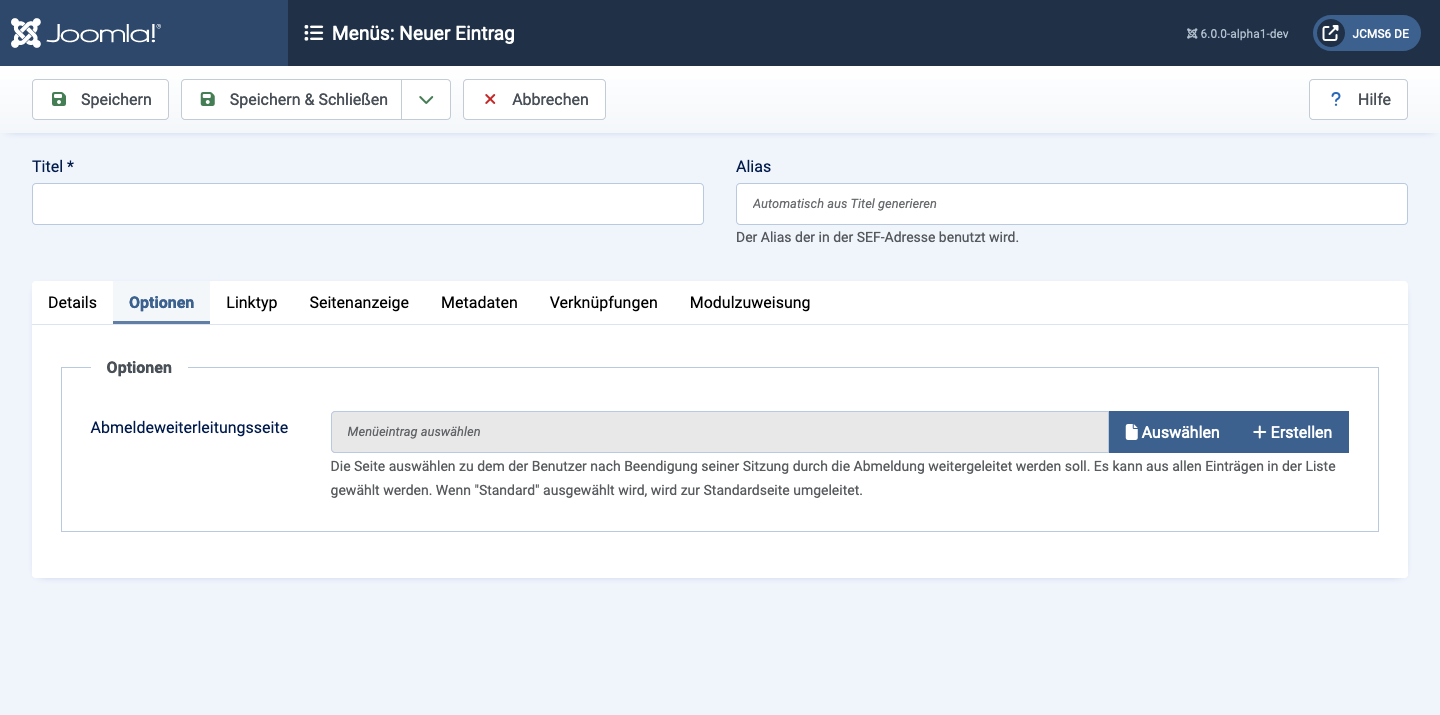 Joomla!®
Menüs: Neuer Eintrag
6.0.0-alpha1-dev
JCMS6 DE
Speichern
Speichern & Schließen
Abbrechen
? Hilfe
Titel *
Alias
Automatisch aus Titel generieren
Der Alias der in der SEF-Adresse benutzt wird.
Details Optionen Linktyp Seitenanzeige Metadaten Verknüpfungen Modulzuweisung
Optionen
Abmeldeweiterleitungsseite
Menüeintrag auswählen
Auswählen
Erstellen
Die Seite auswählen zu dem der Benutzer nach Beendigung seiner Sitzung durch die Abmeldung weitergeleitet werden soll. Es kann aus allen Einträgen in der Liste
gewählt werden. Wenn "Standard" ausgewählt wird, wird zur Standardseite umgeleitet.